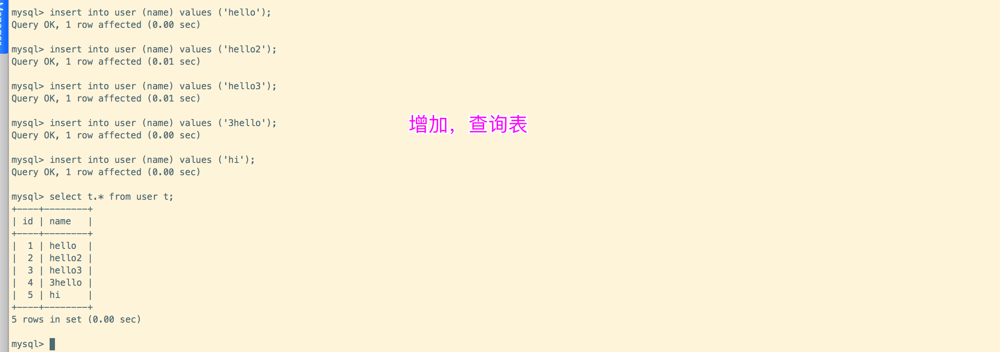 Manager
mysql> insert into user (name) values ('hello');
Query OK, 1 row affected (0.00 sec)
mysql> insert into user (name) values ('hello2');
Query OK, 1 row affected (0.01 sec)
mysql> insert into user (name) values ('hello3');
Query OK, 1 row affected (0.01 sec)
mysql> insert into user (name) values ('3hello');
Query OK, 1 row affected (0.00 sec)
增加，查询表
mysql> insert into user (name) values ('hi');
Query OK, 1 row affected (0.00 sec)
mysql> select t.* from user t;
+----+--------+
| id | name   |
+----+--------+
|  1 | hello  |
|  2 | hello2 |
|  3 | hello3 |
|  4 | 3hello |
|  5 | hi     |
+----+--------+
5 rows in set (0.00 sec)
mysql>